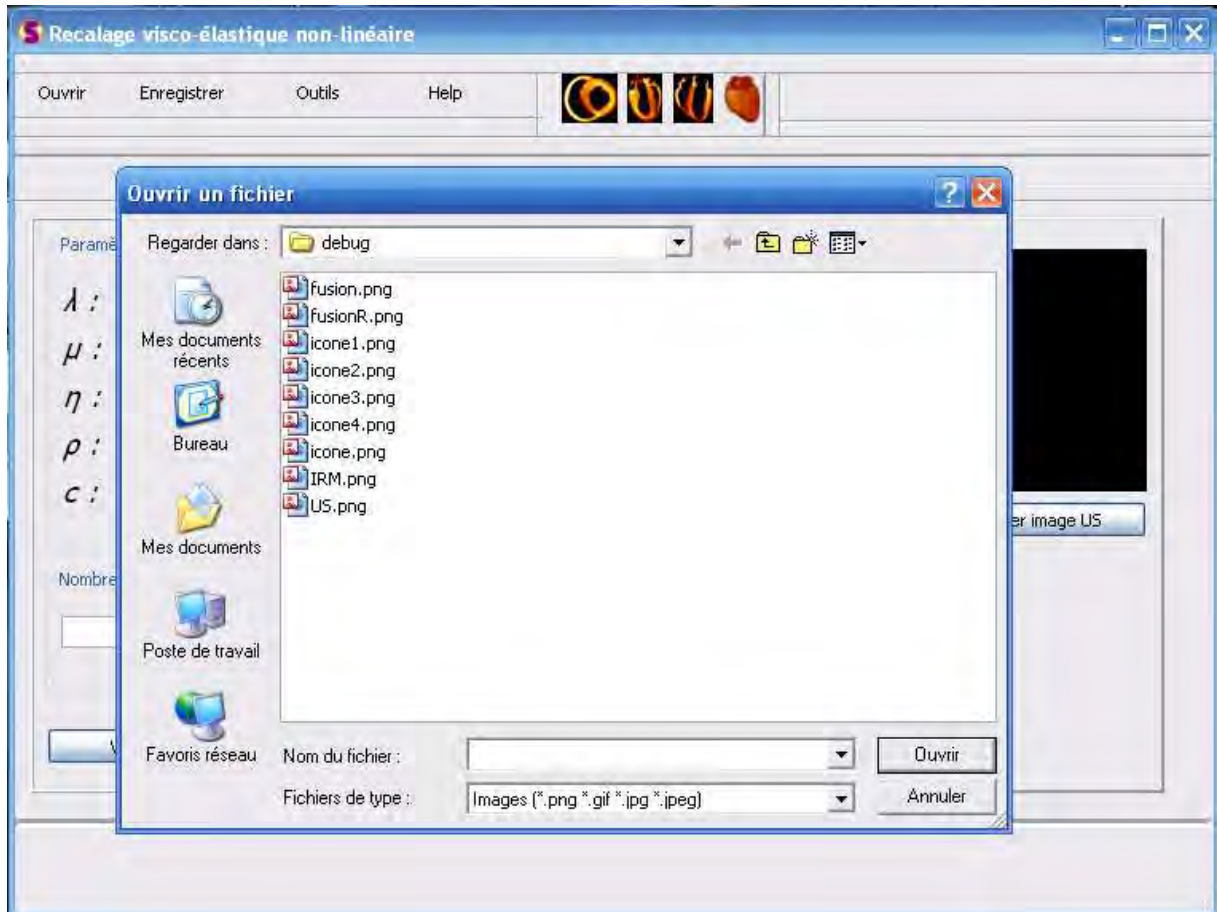 Recalage visco-élastique non-linéaire
Ouvrir Enregistrer Outils Help
Ouvrir un fichier
Regarder dans : debug
Paramè
λ :
μ :
η :
ρ :
c :
Nombre
Mes documents récents
Bureau
Mes documents
Poste de travail
Favoris réseau
fusion.png
fusionR.png
icone1.png
icone2.png
icone3.png
icone4.png
icone.png
IRM.png
US.png
er image US
Nom du fichier :
Ouvrir
Fichiers de type : Images (*.png *.gif *.jpg *.jpeg)
Annuler